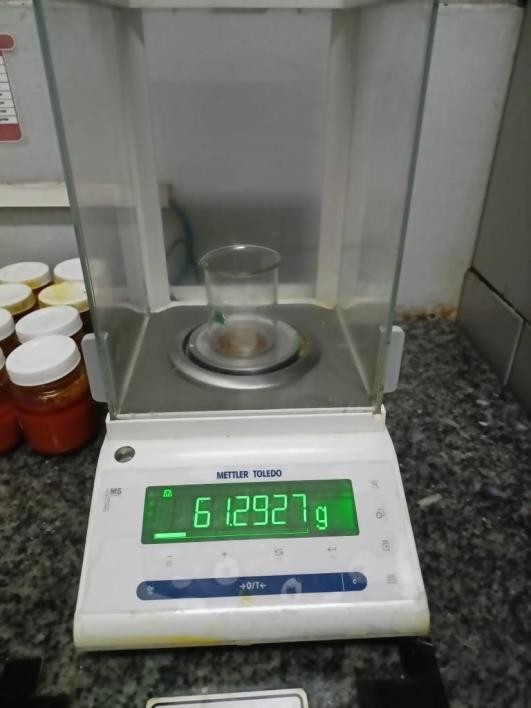 METTLER TOLEDO
MS
61.2927 g
→0/T←